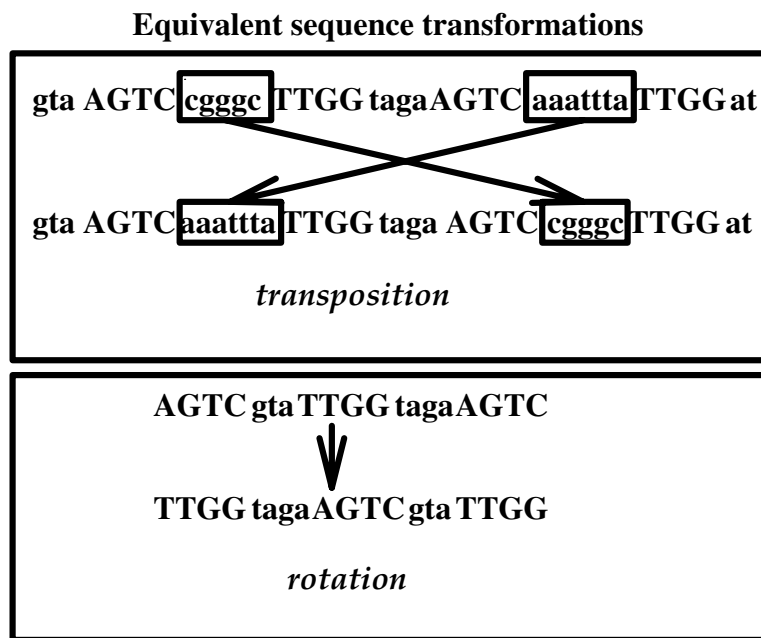 Equivalent sequence transformations
gta AGTC cgggc TTGG taga AGTC aaattta TTGG at
gta AGTC aaattta TTGG taga AGTC cgggc TTGG at
transposition
AGTC gta TTGG taga AGTC
TTGG taga AGTC gta TTGG
rotation